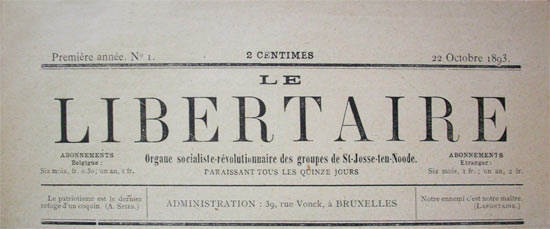 Première année. No 1.
2 CENTIMES
22 Octobre 1893.
LE
LIBERTAIRE
ABONNEMENTS
Belgique :
Six mois, fr. 0.50; un an, 1 fr.
Organe socialiste-révolutionnaire des groupes de St-Josse-ten-Noode.
PARAISSANT TOUS LES QUINZE JOURS
ABONNEMENTS
Etranger:
Six mois, 1 fr.; un an, 2 fr.
Le patriotisme est le dernier
refuge d'un coquin. (A. SPIES.)
ADMINISTRATION : 39, rue Vonck, à BRUXELLES
Notre ennemi c'est notre maître.
(LAFONTAINE.)